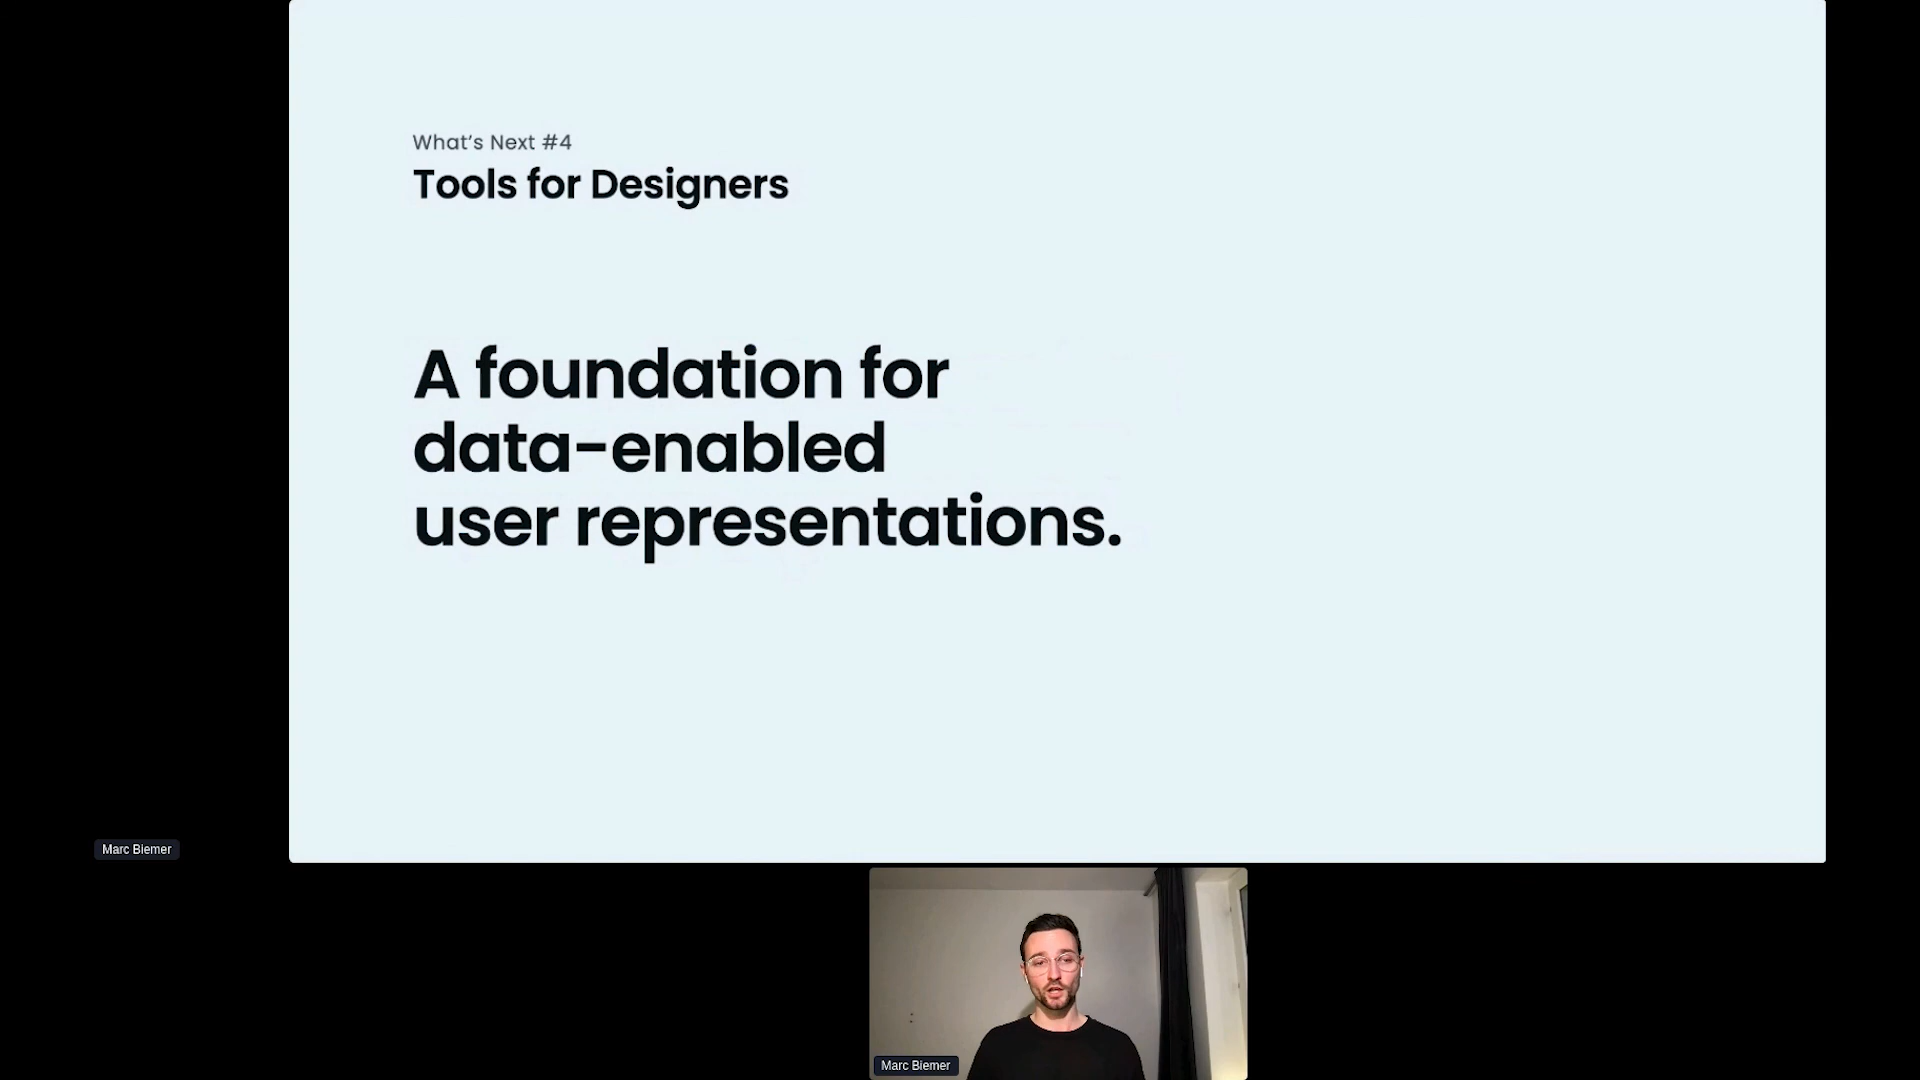 What’s Next #4
Tools for Designers
A foundation for
data-enabled
user representations.
Marc Biemer
Marc Biemer